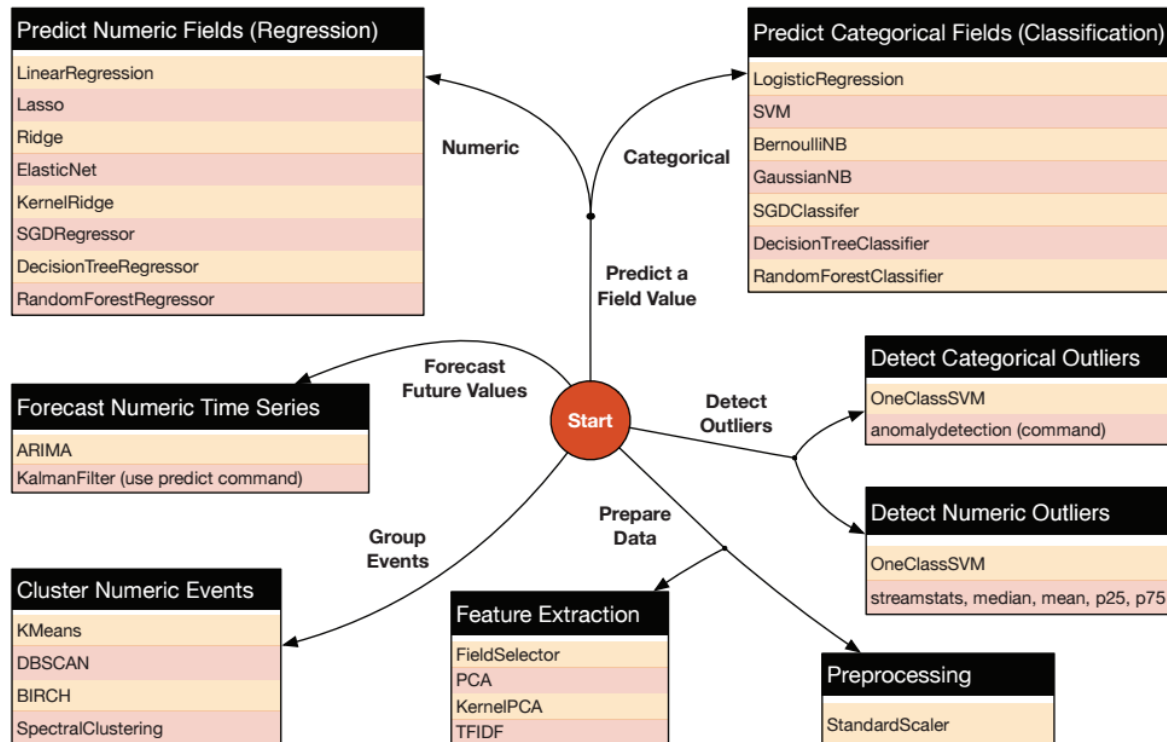 Predict Numeric Fields (Regression)
LinearRegression
Lasso
Ridge
ElasticNet
KernelRidge
SGDRegressor
DecisionTreeRegressor
RandomForestRegressor
Predict Categorical Fields (Classification)
LogisticRegression
SVM
BernoulliNB
GaussianNB
SGDClassifer
DecisionTreeClassifier
RandomForestClassifier
Numeric
Categorical
Predict a
Field Value
Forecast
Future Values
Forecast Numeric Time Series
ARIMA
KalmanFilter (use predict command)
Start
Detect
Outliers
Detect Categorical Outliers
OneClassSVM
anomalydetection (command)
Detect Numeric Outliers
OneClassSVM
streamstats, median, mean, p25, p75
Group
Events
Prepare
Data
Cluster Numeric Events
KMeans
DBSCAN
BIRCH
SpectralClustering
Feature Extraction
FieldSelector
PCA
KernelPCA
TFIDF
Preprocessing
StandardScaler